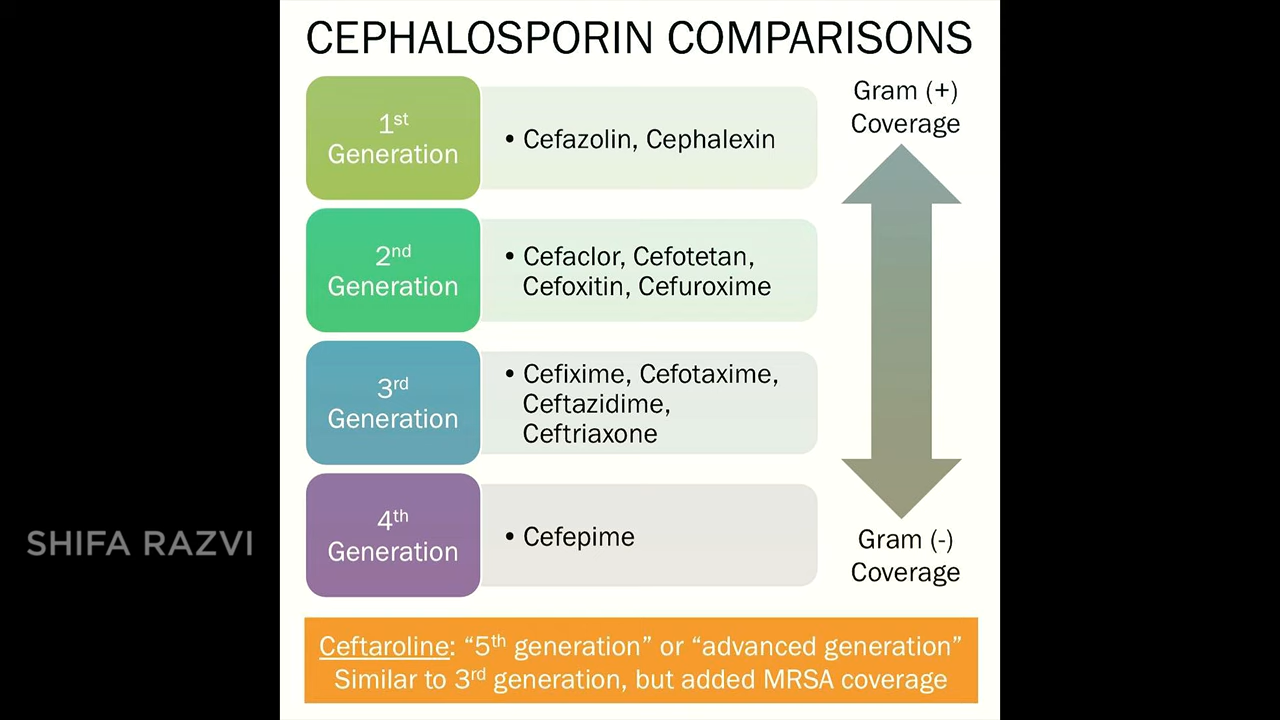 CEPHALOSPORIN COMPARISONS
1st
Generation
• Cefazolin, Cephalexin
2nd
Generation
• Cefaclor, Cefotetan,
Cefoxitin, Cefuroxime
3rd
Generation
• Cefixime, Cefotaxime,
Ceftazidime,
Ceftriaxone
4th
Generation
• Cefepime
Gram (+)
Coverage
Gram (-)
Coverage
Ceftaroline: “5th generation” or “advanced generation”
Similar to 3rd generation, but added MRSA coverage
SHIFA RAZVI